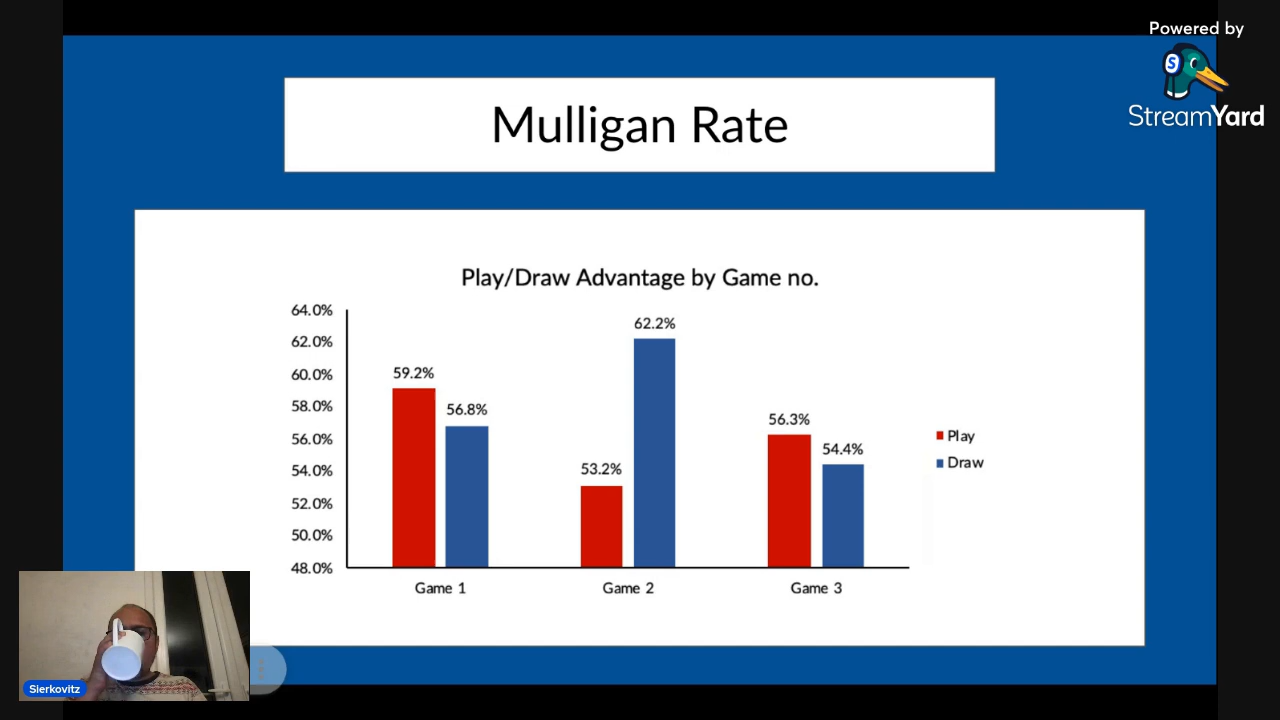 Powered by
S
StreamYard
Mulligan Rate
Play/Draw Advantage by Game no.
64.0%
62.0%
60.0%
58.0%
56.0%
54.0%
52.0%
50.0%
48.0%
59.2%
56.8%
53.2%
62.2%
56.3%
54.4%
Game 1
Game 2
Game 3
Play
Draw
Sierkovitz